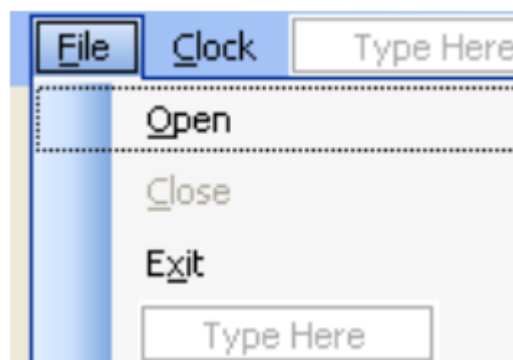 File Clock Type Here
Open
Close
Exit
Type Here